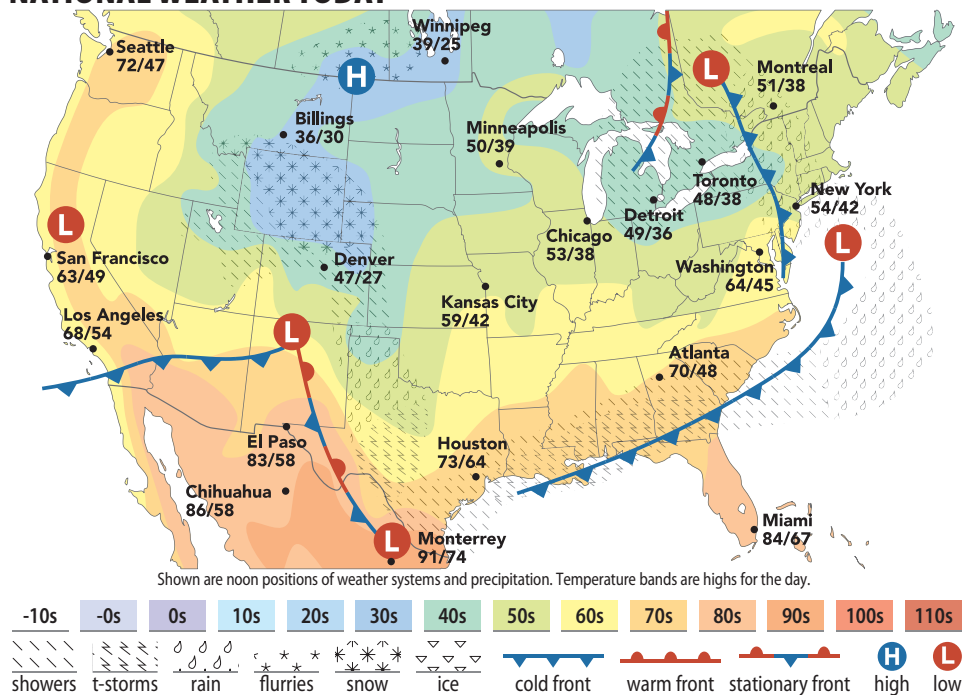 NATIONAL WEATHER TODAY
Winnipeg
39/25
Seattle
72/47
H
L
Montreal
51/38
Billings
36/30
Minneapolis
50/39
Toronto
48/38
New York
54/42
Detroit
49/36
L
San Francisco
63/49
Chicago
53/38
L
Washington
64/45
Denver
47/27
Kansas City
59/42
Los Angeles
68/54
L
Atlanta
70/48
El Paso
83/58
Houston
73/64
Chihuahua
86/58
L
Monterrey
91/74
Miami
84/67
Shown are noon positions of weather systems and precipitation. Temperature bands are highs for the day.
-10s -0s 0s 10s 20s 30s 40s 50s 60s 70s 80s 90s 100s 110s
H L
showers t-storms rain flurries snow ice cold front warm front stationary front high low